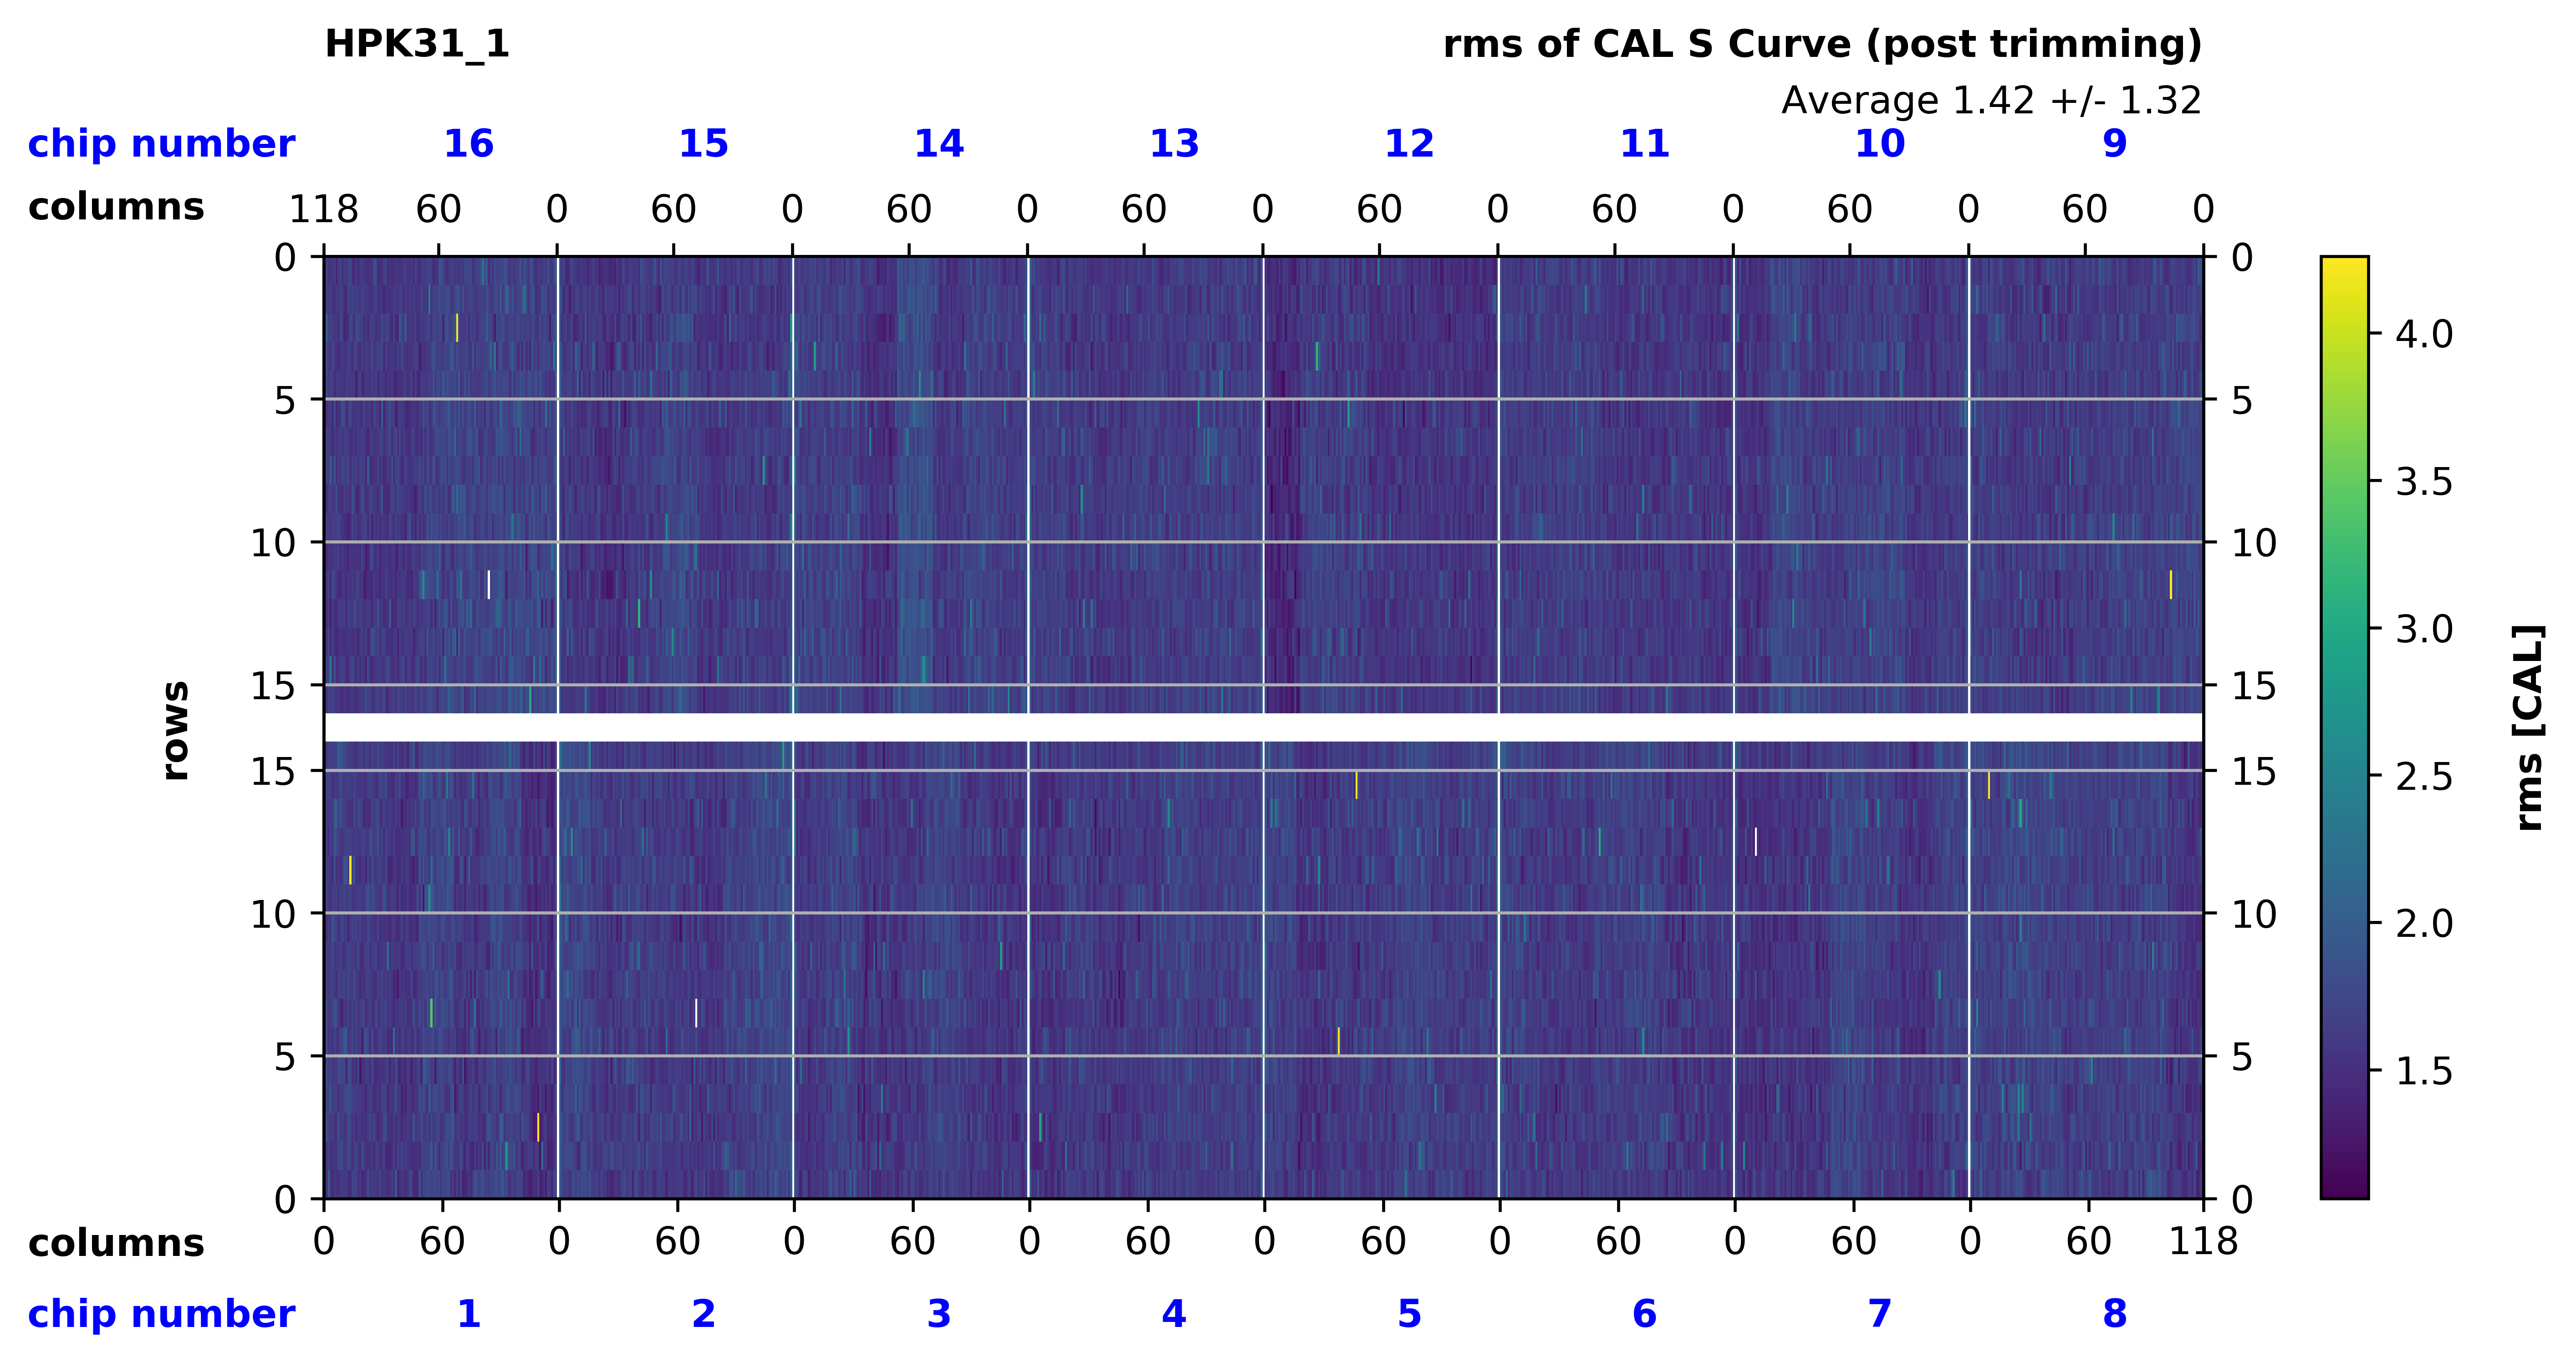 HPK31_1
rms of CAL S Curve (post trimming)
Average 1.42 +/- 1.32
chip number 16 15 14 13 12 11 10 9
columns 118 60 0 60 0 60 0 60 0 60 0 60 0 60 0 60 0
0 0
5 5
10 10
15 15
15 15
10 10
5 5
0 0
rows
4.0
3.5
3.0
2.5
2.0
1.5
rms [CAL]
0 60 0 60 0 60 0 60 0 60 0 60 0 60 0 60 118
columns
chip number 1 2 3 4 5 6 7 8